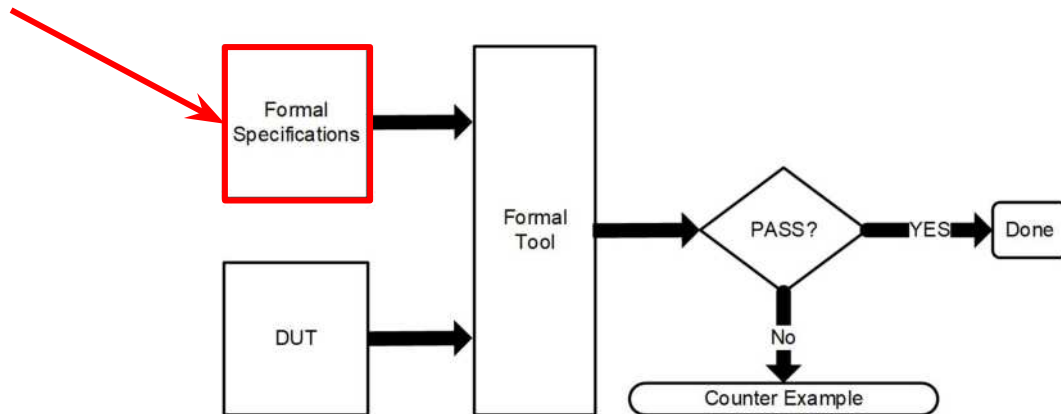 Formal
Specifications
DUT
Formal
Tool
PASS?
YES
Done
No
Counter Example